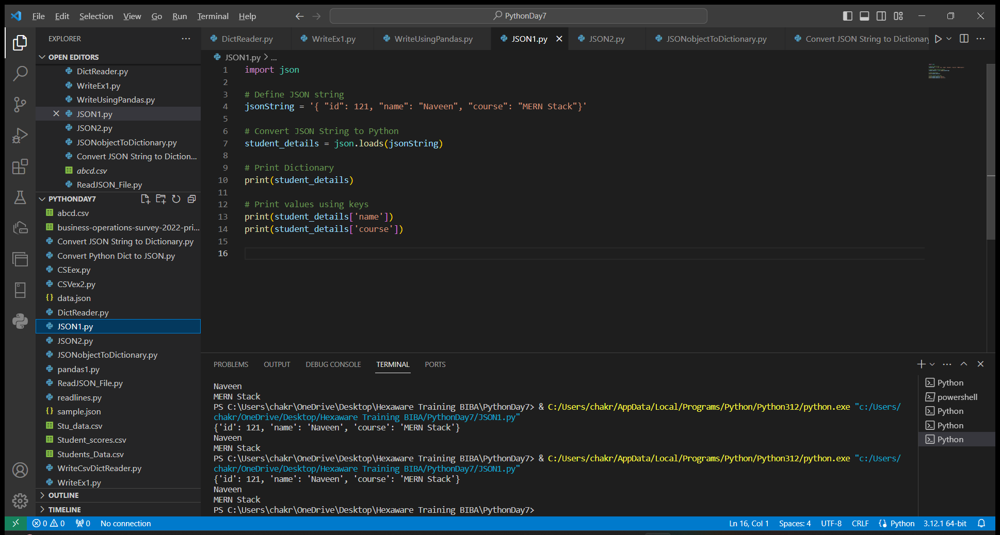 File Edit Selection View Go Run Terminal Help
PythonDay7
EXPLORER
OPEN EDITORS
DictReader.py
WriteEx1.py
WriteUsingPandas.py
JSON1.py
JSON2.py
JSONobjectToDictionary.py
Convert JSON String to Diction...
abcd.csv
ReadJSON_File.py
PYTHONDAY7
abcd.csv
business-operations-survey-2022-pri...
Convert JSON String to Dictionary.py
Convert Python Dict to JSON.py
CSEex.py
CSVex2.py
data.json
DictReader.py
JSON1.py
JSON2.py
JSONobjectToDictionary.py
pandas1.py
ReadJSON_File.py
readlines.py
sample.json
Stu_data.csv
Student_scores.csv
Students_Data.csv
WriteCsvDictReader.py
WriteEx1.py
OUTLINE
TIMELINE
DictReader.py WriteEx1.py WriteUsingPandas.py JSON1.py JSON2.py JSONobjectToDictionary.py Convert JSON String to Dictionary
JSON1.py > ...
1 import json
2
3 # Define JSON string
4 jsonString = '{ "id": 121, "name": "Naveen", "course": "MERN Stack"}'
5
6 # Convert JSON String to Python
7 student_details = json.loads(jsonString)
8
9 # Print Dictionary
10 print(student_details)
11
12 # Print values using keys
13 print(student_details['name'])
14 print(student_details['course'])
15
16
PROBLEMS OUTPUT DEBUG CONSOLE TERMINAL PORTS
Naveen
MERN Stack
PS C:\Users\chakr\OneDrive\Desktop\Hexaware Training BIBA\PythonDay7> & C:/Users/chakr/AppData/Local/Programs/Python/Python312/python.exe "c:/Users/
chakr/OneDrive/Desktop/Hexaware Training BIBA/PythonDay7/JSON1.py"
{'id': 121, 'name': 'Naveen', 'course': 'MERN Stack'}
Naveen
MERN Stack
PS C:\Users\chakr\OneDrive\Desktop\Hexaware Training BIBA\PythonDay7> & C:/Users/chakr/AppData/Local/Programs/Python/Python312/python.exe "c:/Users/
chakr/OneDrive/Desktop/Hexaware Training BIBA/PythonDay7/JSON1.py"
{'id': 121, 'name': 'Naveen', 'course': 'MERN Stack'}
Naveen
MERN Stack
PS C:\Users\chakr\OneDrive\Desktop\Hexaware Training BIBA\PythonDay7>
Python
powershell
Python
Python
Python
0 0 0 No connection
Ln 16, Col 1 Spaces: 4 UTF-8 CRLF Python 3.12.1 64-bit